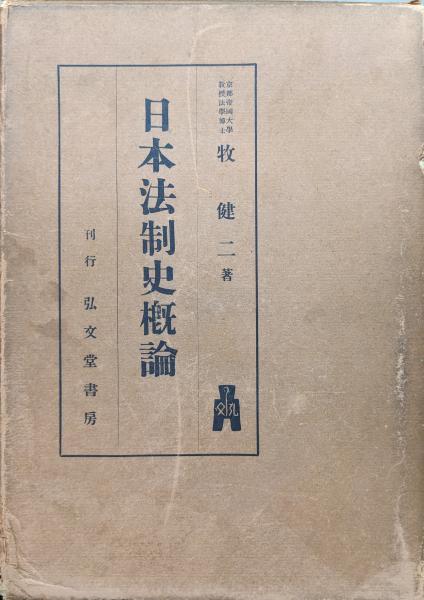 京都帝國大學
教授法學博士
牧健二著
日本法制史概論
刊行 弘文堂書房